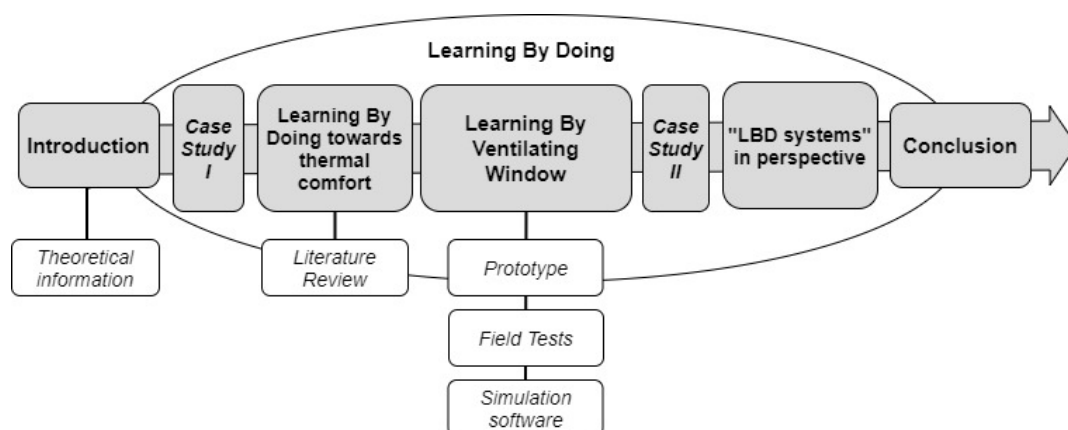 Learning By Doing
Introduction
Case
Study
I
Learning By
Doing towards
thermal
comfort
Learning By
Ventilating
Window
Case
Study
II
"LBD systems"
in perspective
Conclusion
Theoretical
information
Literature
Review
Prototype
Field Tests
Simulation
software